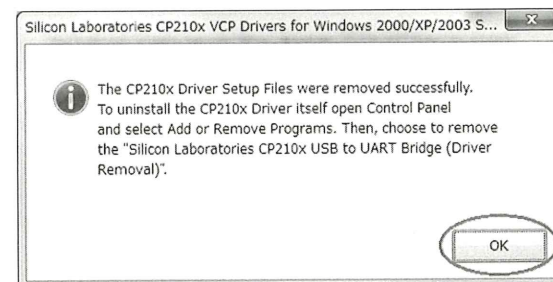 Silicon Laboratories CP210x VCP Drivers for Windows 2000/XP/2003 S...
The CP210x Driver Setup Files were removed successfully.
To uninstall the CP210x Driver itself open Control Panel
and select Add or Remove Programs. Then, choose to remove
the "Silicon Laboratories CP210x USB to UART Bridge (Driver
Removal)".
OK